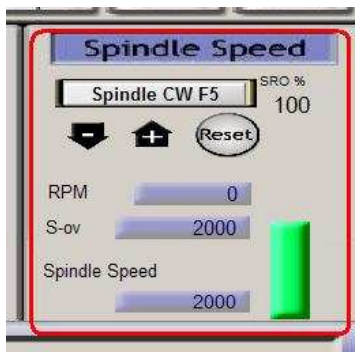 Spindle Speed
Spindle CW F5
SRO %
100
Reset
RPM 0
S-ov 2000
Spindle Speed
2000